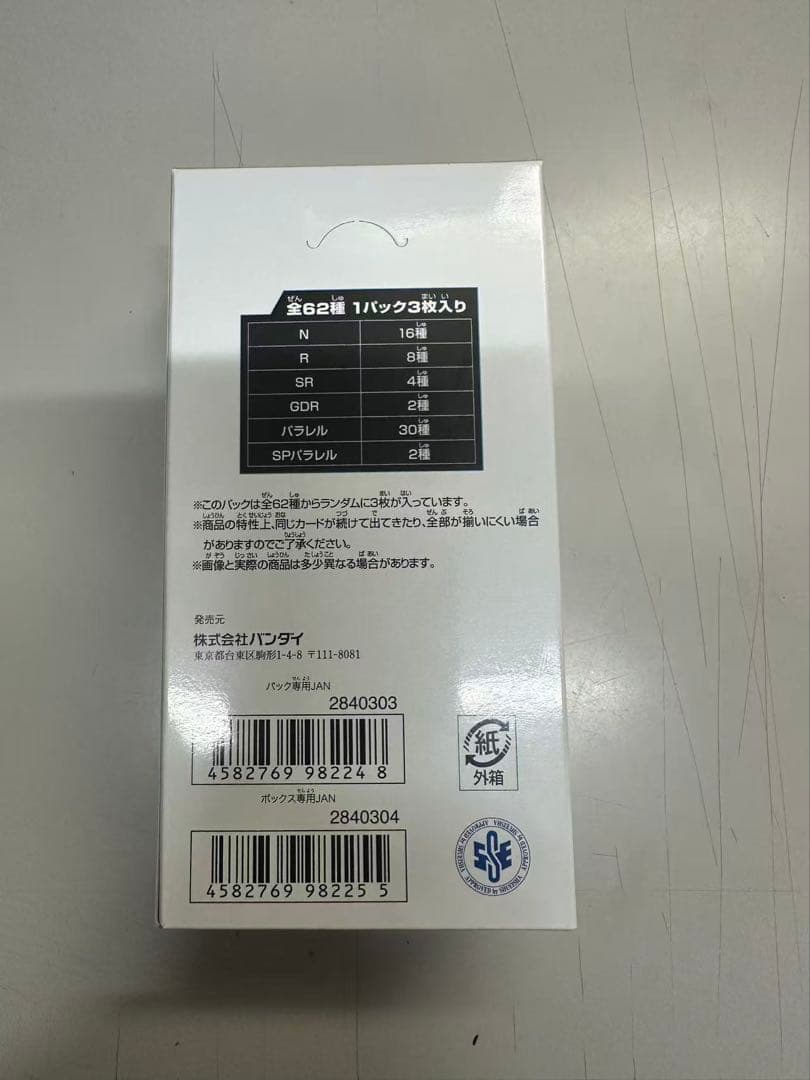 全62種 1パック3枚入り
N 16種
R 8種
SR 4種
GDR 2種
パラレル 30種
SPパラレル 2種
※このパックは全62種からランダムに3枚が入っています。
※商品の特性上、同じカードが続けて出てきたり、全部が揃いにくい場合
がありますのでご了承ください。
※画像と実際の商品は多少異なる場合があります。
発売元
株式会社バンダイ
東京都台東区駒形1-4-8 〒111-8081
パック専用JAN
2840303
4582769 98224 8
紙
外箱
ボックス専用JAN
2840304
4582769 98225 5